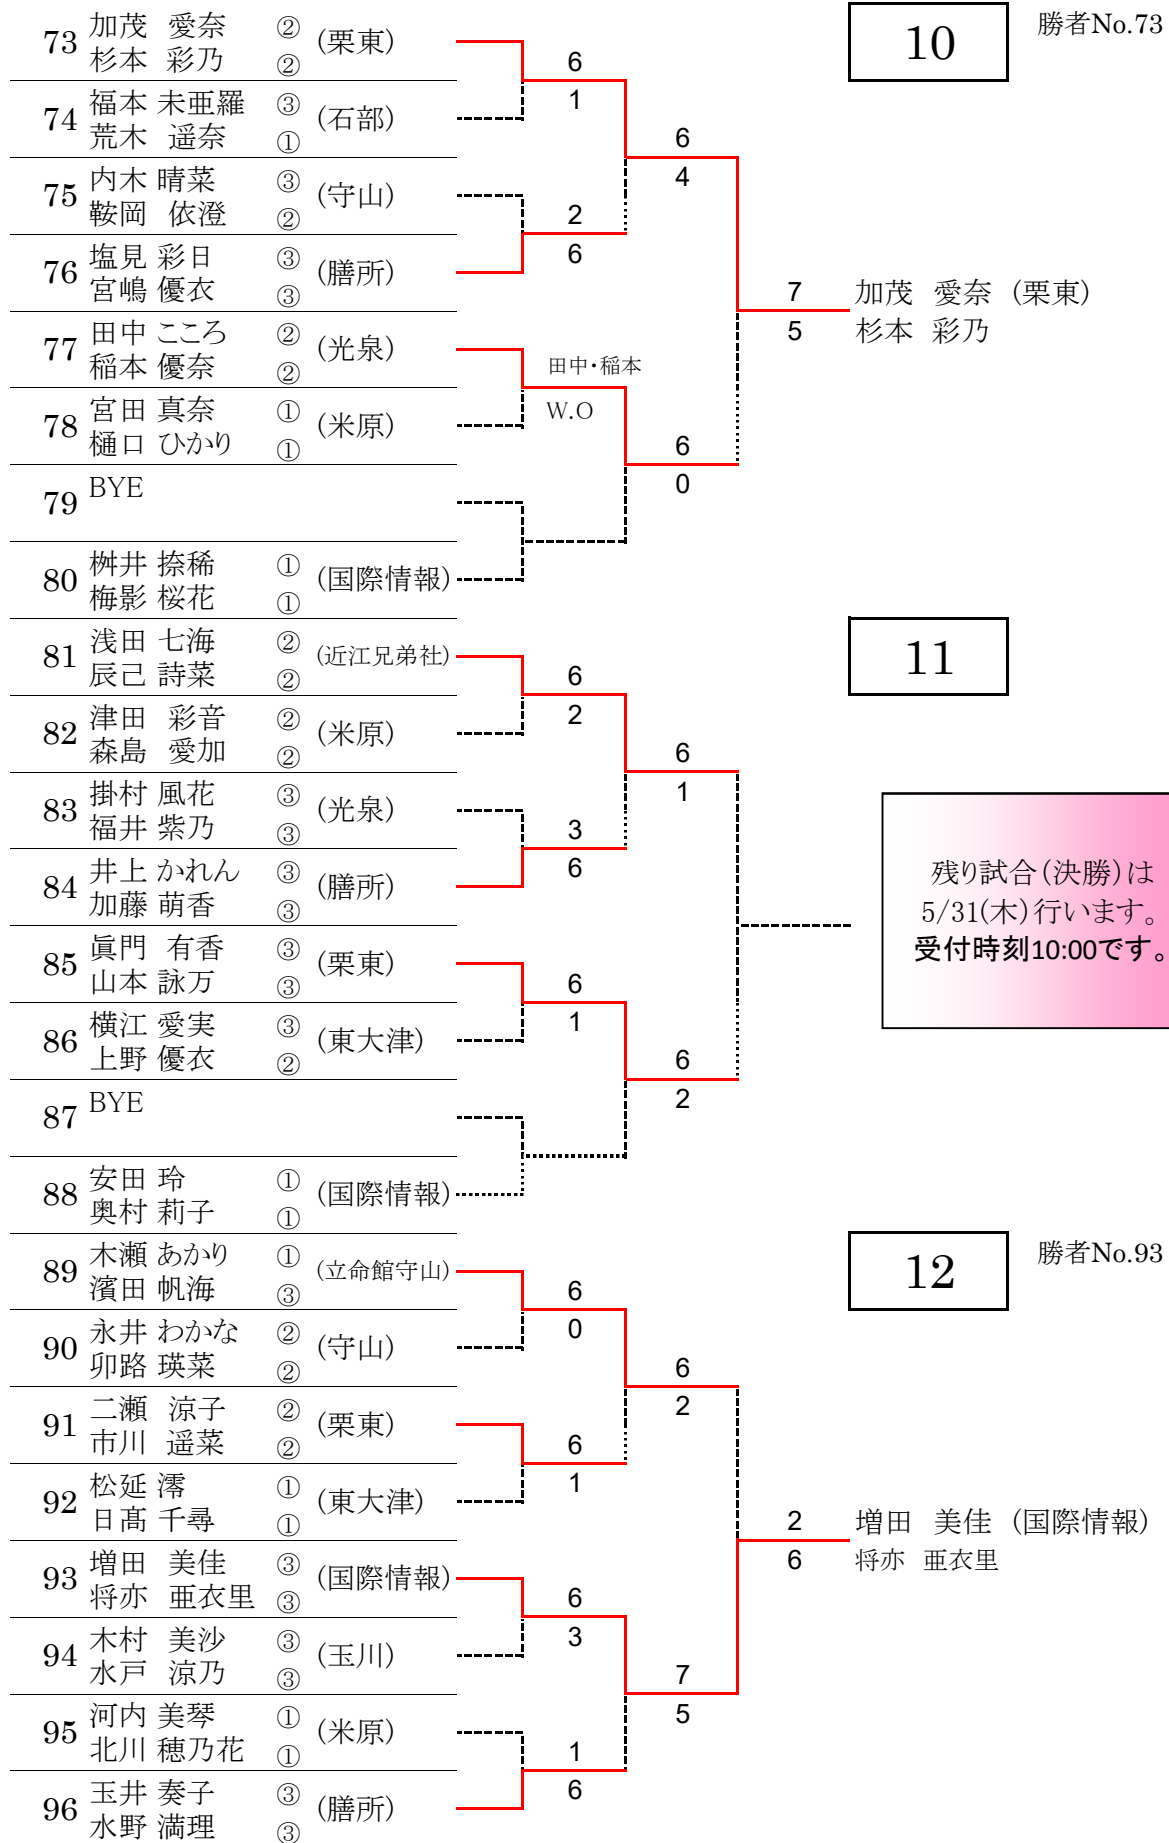 73 加茂 愛奈 ② (栗東)
杉本 彩乃 ②
74 福本 未亜羅 ③ (石部)
荒木 遥奈 ①
75 内木 晴菜 ③ (守山)
鞍岡 依澄 ②
76 塩見 彩日 ③ (膳所)
宮嶋 優衣 ③
77 田中 こころ ② (光泉)
稲本 優奈 ②
78 宮田 真奈 ① (米原)
樋口 ひかり ①
79 BYE
80 桝井 捺稀 ① (国際情報)
梅影 桜花 ①
6
1
2
6
田中・稲本
W.O
6
4
6
0
7
5
10
勝者No.73
加茂 愛奈 (栗東)
杉本 彩乃
81 浅田 七海 ② (近江兄弟社)
辰己 詩菜 ②
82 津田 彩音 ② (米原)
森島 愛加 ②
83 掛村 風花 ③ (光泉)
福井 紫乃 ③
84 井上 かれん ③ (膳所)
加藤 萌香 ③
85 眞門 有香 ③ (栗東)
山本 詠万 ③
86 横江 愛実 ③ (東大津)
上野 優衣 ②
87 BYE
88 安田 玲 ① (国際情報)
奥村 莉子 ①
6
2
3
6
6
1
6
1
6
2
11
残り試合(決勝)は
5/31(木)行います。
受付時刻10:00です。
89 木瀬 あかり ① (立命館守山)
濱田 帆海 ③
90 永井 わかな ② (守山)
卯路 瑛菜 ②
91 二瀬 涼子 ② (栗東)
市川 遥菜 ②
92 松延 澪 ① (東大津)
日髙 千尋 ①
93 増田 美佳 ③ (国際情報)
将亦 亜衣里 ③
94 木村 美沙 ③ (玉川)
水戸 涼乃 ③
95 河内 美琴 ① (米原)
北川 穂乃花 ①
96 玉井 奏子 ③ (膳所)
水野 満理 ③
6
0
6
1
6
3
1
6
6
2
7
5
2
6
12
勝者No.93
増田 美佳 (国際情報)
将亦 亜衣里